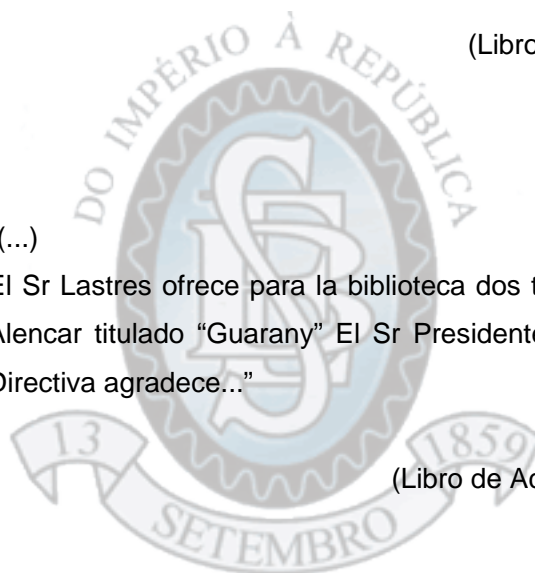 (Libro
DO IMPÉRIO À REPÚBLICA
(...)
El Sr Lastres ofrece para la biblioteca dos t
Alencar titulado “Guarany” El Sr Presidente
Directiva agradece...”
13 1859
(Libro de Ac
SETEMBRO